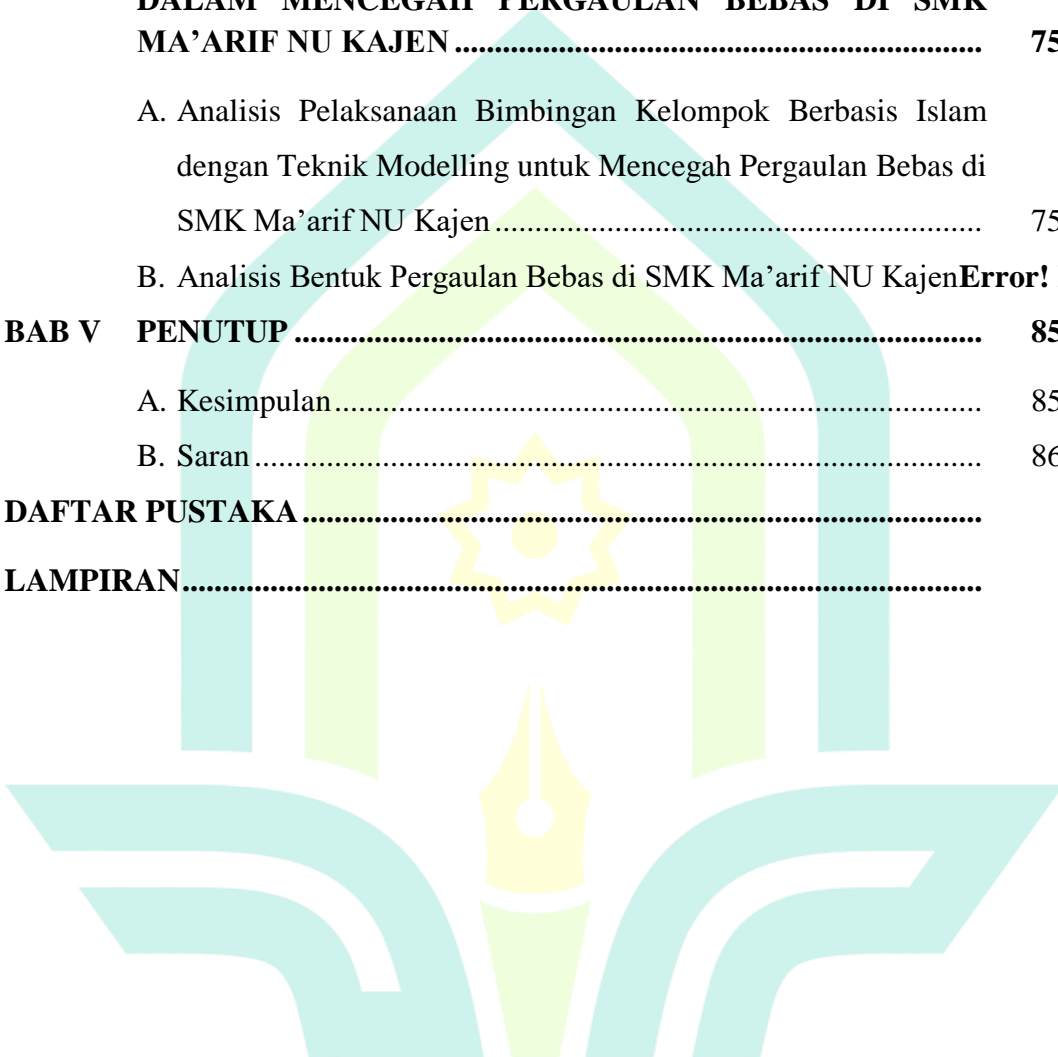 DALAM MENCEGAH PERGAULAN BEBAS DI SMK
MA’ARIF NU KAJEN ........................................................................ 75
A. Analisis Pelaksanaan Bimbingan Kelompok Berbasis Islam
dengan Teknik Modelling untuk Mencegah Pergaulan Bebas di
SMK Ma’arif NU Kajen .................................................................. 75
B. Analisis Bentuk Pergaulan Bebas di SMK Ma’arif NU KajenError!
BAB V PENUTUP ............................................................................................. 85
A. Kesimpulan ........................................................................................ 85
B. Saran ................................................................................................... 86
DAFTAR PUSTAKA ............................................................................................
LAMPIRAN ............................................................................................................